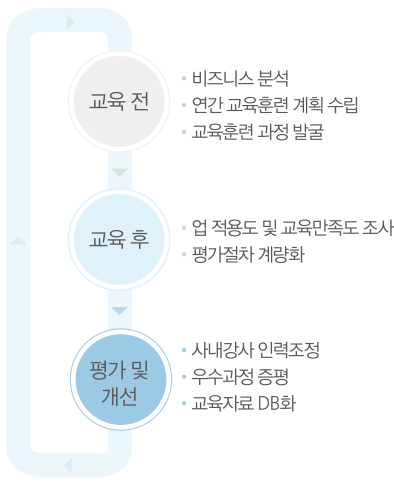 교육 전
• 비즈니스 분석
• 연간 교육훈련 계획 수립
• 교육훈련 과정 발굴
교육 후
• 업 적용도 및 교육만족도 조사
• 평가절차 계량화
평가 및
개선
• 사내강사 인력조정
• 우수과정 증평
• 교육자료 DB화